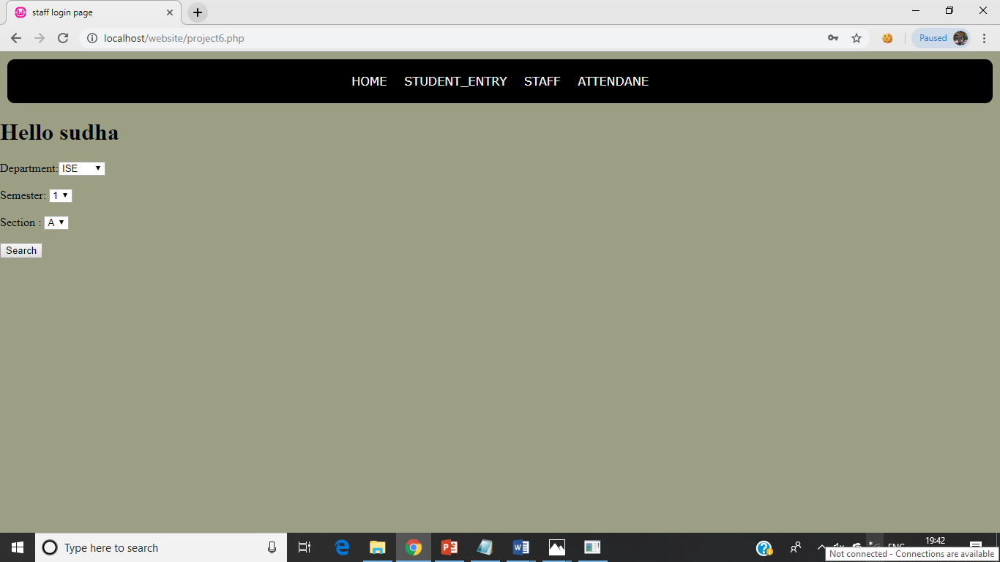 staff login page
localhost/website/project6.php
Paused
HOME STUDENT_ENTRY STAFF ATTENDANE
Hello sudha
Department: ISE
Semester: 1
Section : A
Search
Type here to search
19:42
Not connected - Connections are available